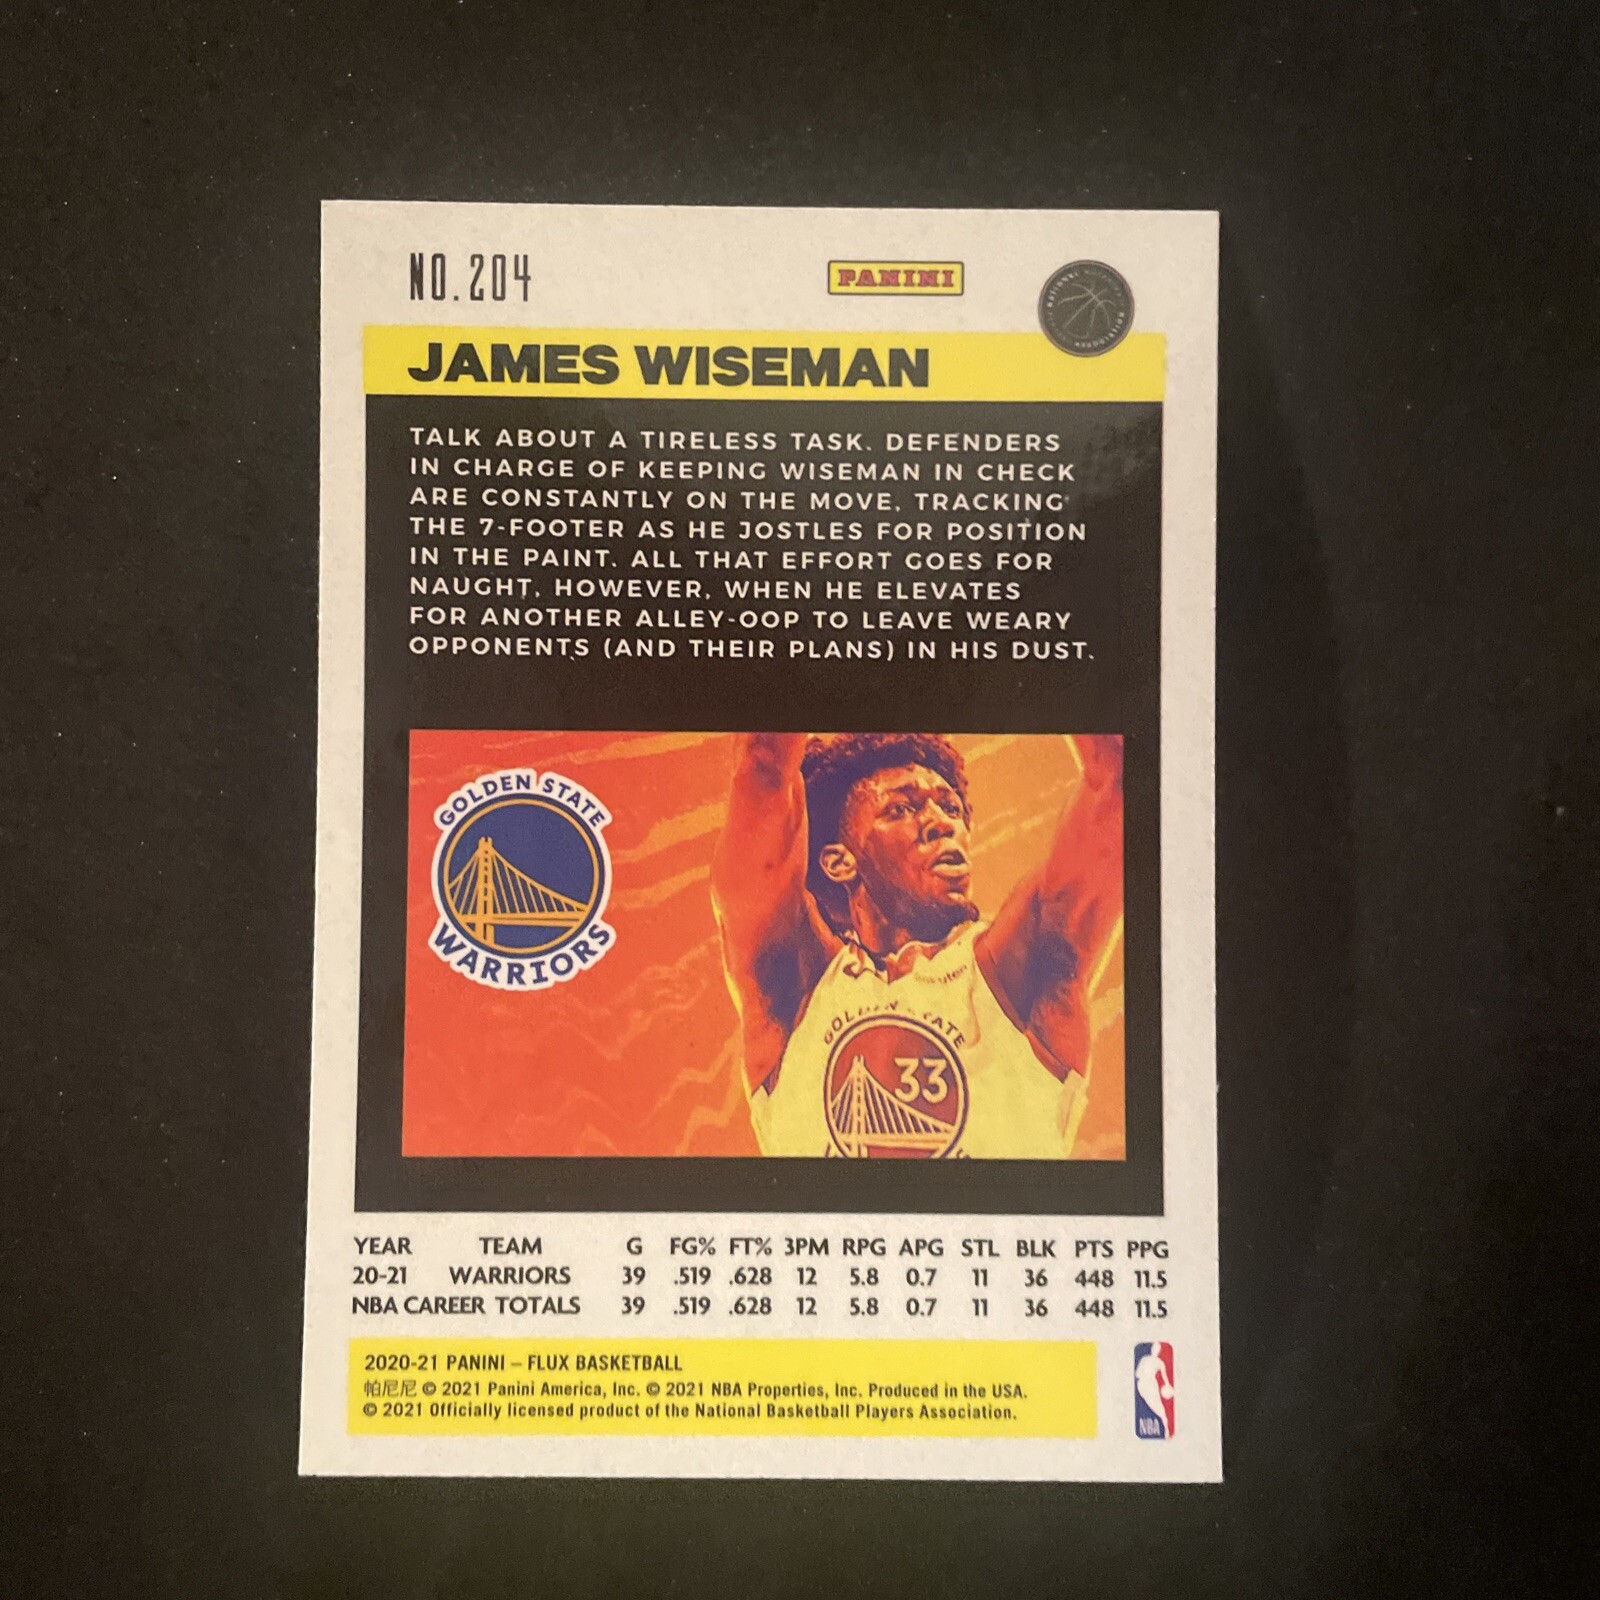 NO.204
PANINI
JAMES WISEMAN
TALK ABOUT A TIRELESS TASK. DEFENDERS
IN CHARGE OF KEEPING WISEMAN IN CHECK
ARE CONSTANTLY ON THE MOVE, TRACKING
THE 7-FOOTER AS HE JOSTLES FOR POSITION
IN THE PAINT. ALL THAT EFFORT GOES FOR
NAUGHT, HOWEVER, WHEN HE ELEVATES
FOR ANOTHER ALLEY-OOP TO LEAVE WEARY
OPPONENTS (AND THEIR PLANS) IN HIS DUST.
GOLDEN STATE
WARRIORS
Rakuten
33
YEAR TEAM G FG% FT% 3PM RPG APG STL BLK PTS PPG
20-21 WARRIORS 39 .519 .628 12 5.8 0.7 11 36 448 11.5
NBA CAREER TOTALS 39 .519 .628 12 5.8 0.7 11 36 448 11.5
2020-21 PANINI – FLUX BASKETBALL
帕尼尼 © 2021 Panini America, Inc. © 2021 NBA Properties, Inc. Produced in the USA.
© 2021 Officially licensed product of the National Basketball Players Association.
NBA